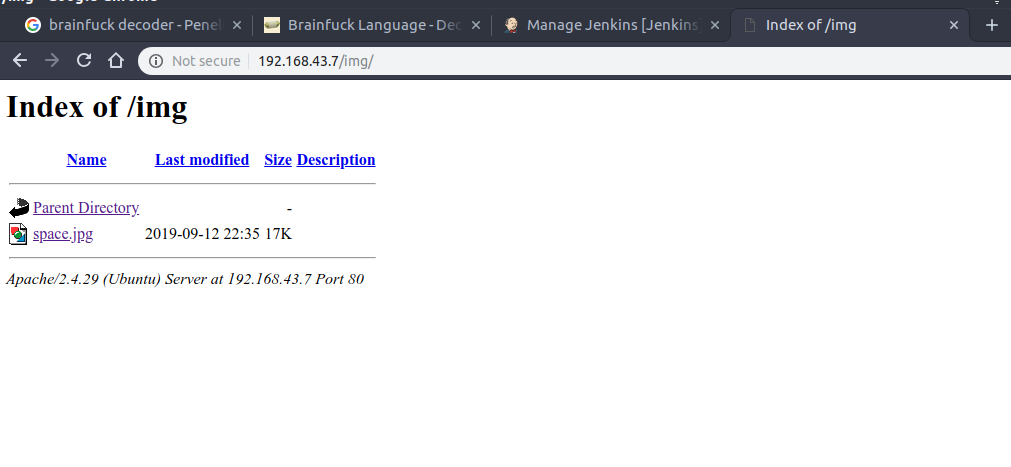 brainfuck decoder - Penel
Brainfuck Language - Dec
Manage Jenkins [Jenkins]
Index of /img
Not secure
192.168.43.7/img/
Index of /img
Name Last modified Size Description
Parent Directory -
space.jpg 2019-09-12 22:35 17K
Apache/2.4.29 (Ubuntu) Server at 192.168.43.7 Port 80